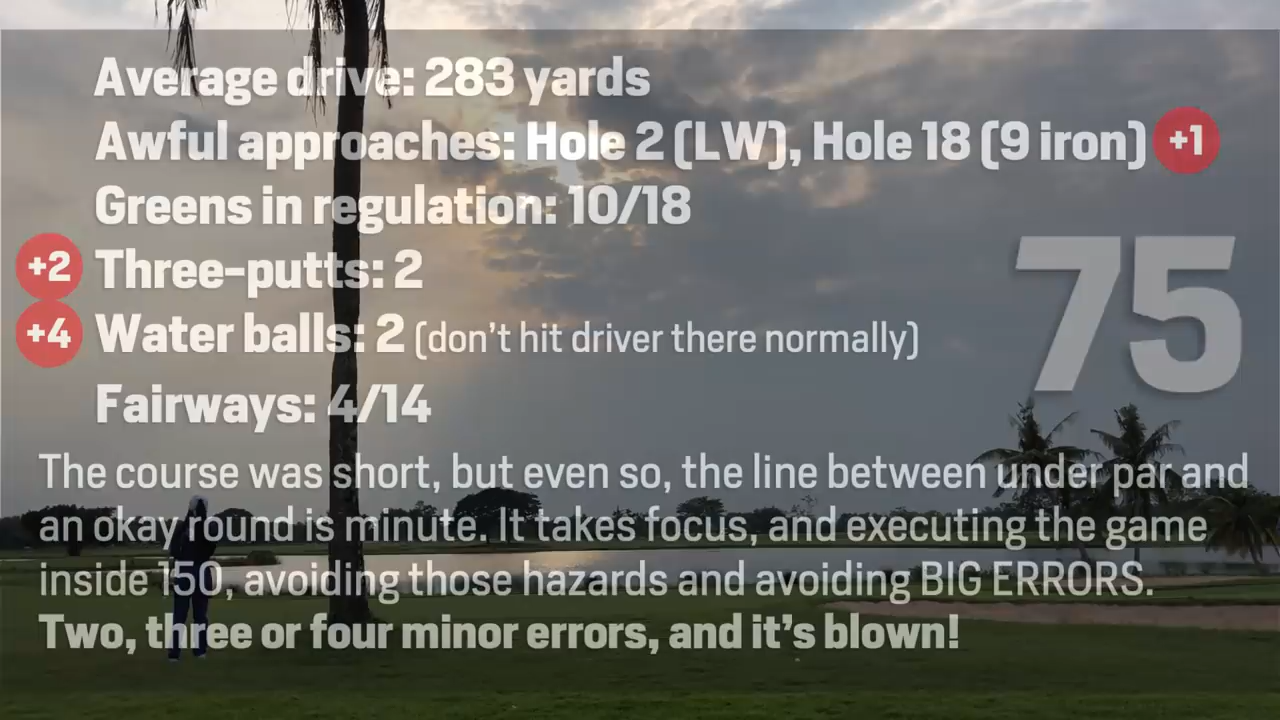 Average drive: 283 yards
Awful approaches: Hole 2 (LW), Hole 18 (9 iron) +1
Greens in regulation: 10/18
+2 Three-putts: 2
75
+4 Water balls: 2 (don't hit driver there normally)
Fairways: 4/14
The course was short, but even so, the line between under par and
an okay round is minute. It takes focus, and executing the game
inside 150, avoiding those hazards and avoiding BIG ERRORS.
Two, three or four minor errors, and it's blown!